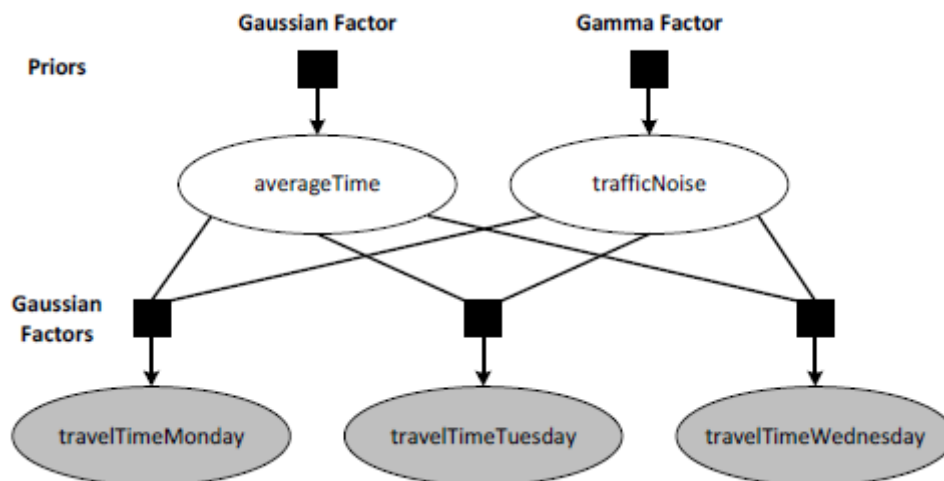 Gaussian Factor
Gamma Factor
Priors
averageTime
trafficNoise
Gaussian
Factors
travelTimeMonday
travelTimeTuesday
travelTimeWednesday